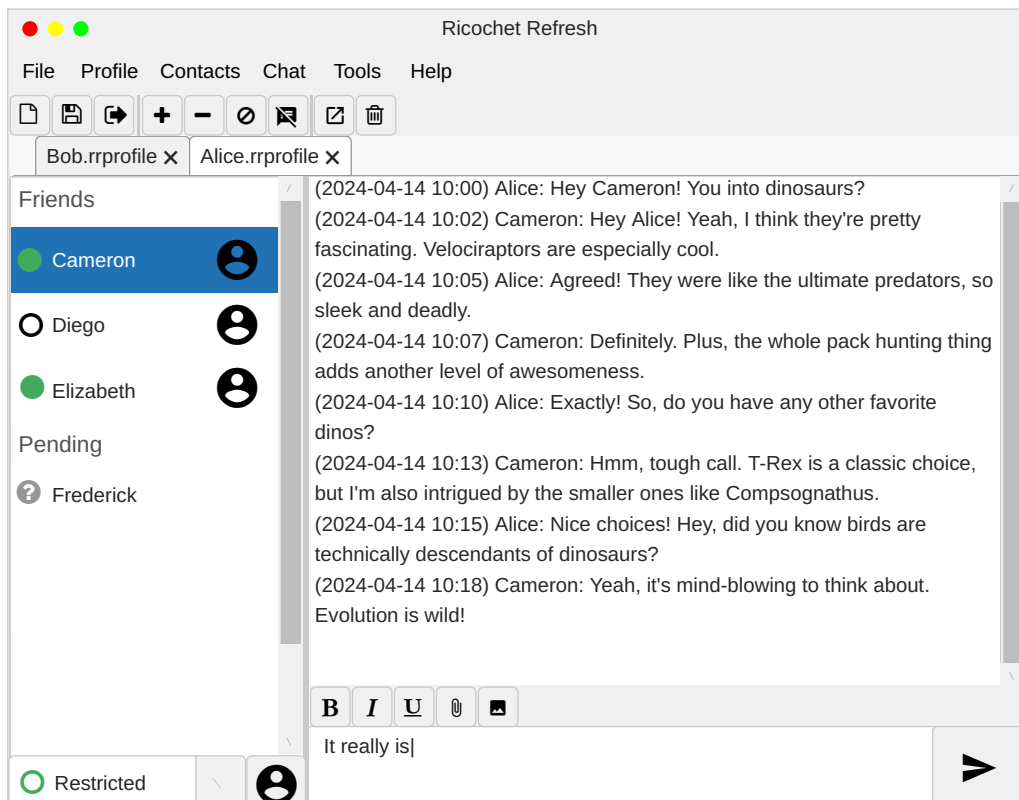 Ricochet Refresh
File Profile Contacts Chat Tools Help
Bob.rrprofile Alice.rrprofile
Friends
Cameron
Diego
Elizabeth
Pending
Frederick
Restricted
(2024-04-14 10:00) Alice: Hey Cameron! You into dinosaurs?
(2024-04-14 10:02) Cameron: Hey Alice! Yeah, I think they're pretty
fascinating. Velociraptors are especially cool.
(2024-04-14 10:05) Alice: Agreed! They were like the ultimate predators, so
sleek and deadly.
(2024-04-14 10:07) Cameron: Definitely. Plus, the whole pack hunting thing
adds another level of awesomeness.
(2024-04-14 10:10) Alice: Exactly! So, do you have any other favorite
dinos?
(2024-04-14 10:13) Cameron: Hmm, tough call. T-Rex is a classic choice,
but I'm also intrigued by the smaller ones like Compsognathus.
(2024-04-14 10:15) Alice: Nice choices! Hey, did you know birds are
technically descendants of dinosaurs?
(2024-04-14 10:18) Cameron: Yeah, it's mind-blowing to think about.
Evolution is wild!
B I U
It really is